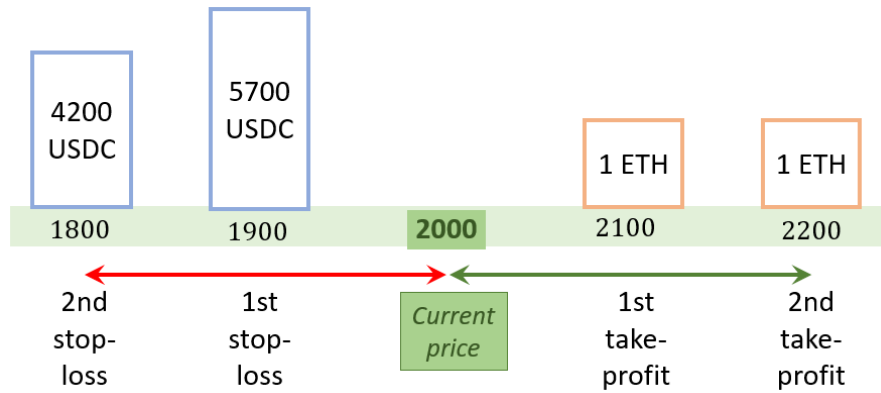 4200
USDC
5700
USDC
1 ETH
1 ETH
1800
1900
2000
2100
2200
2nd
stop-
loss
1st
stop-
loss
Current
price
1st
take-
profit
2nd
take-
profit